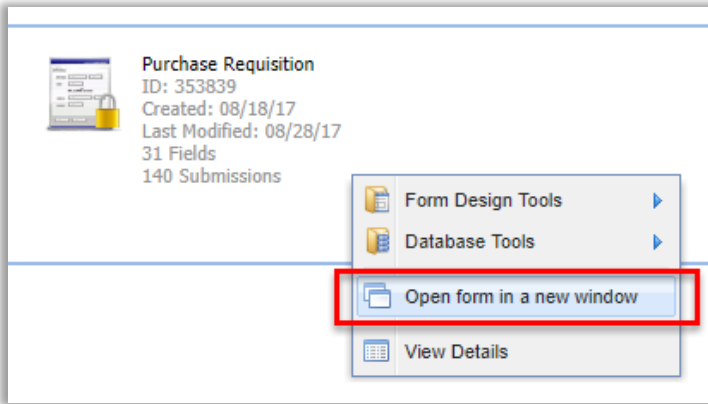 Purchase Requisition
ID: 353839
Created: 08/18/17
Last Modified: 08/28/17
31 Fields
140 Submissions
Form Design Tools
Database Tools
Open form in a new window
View Details